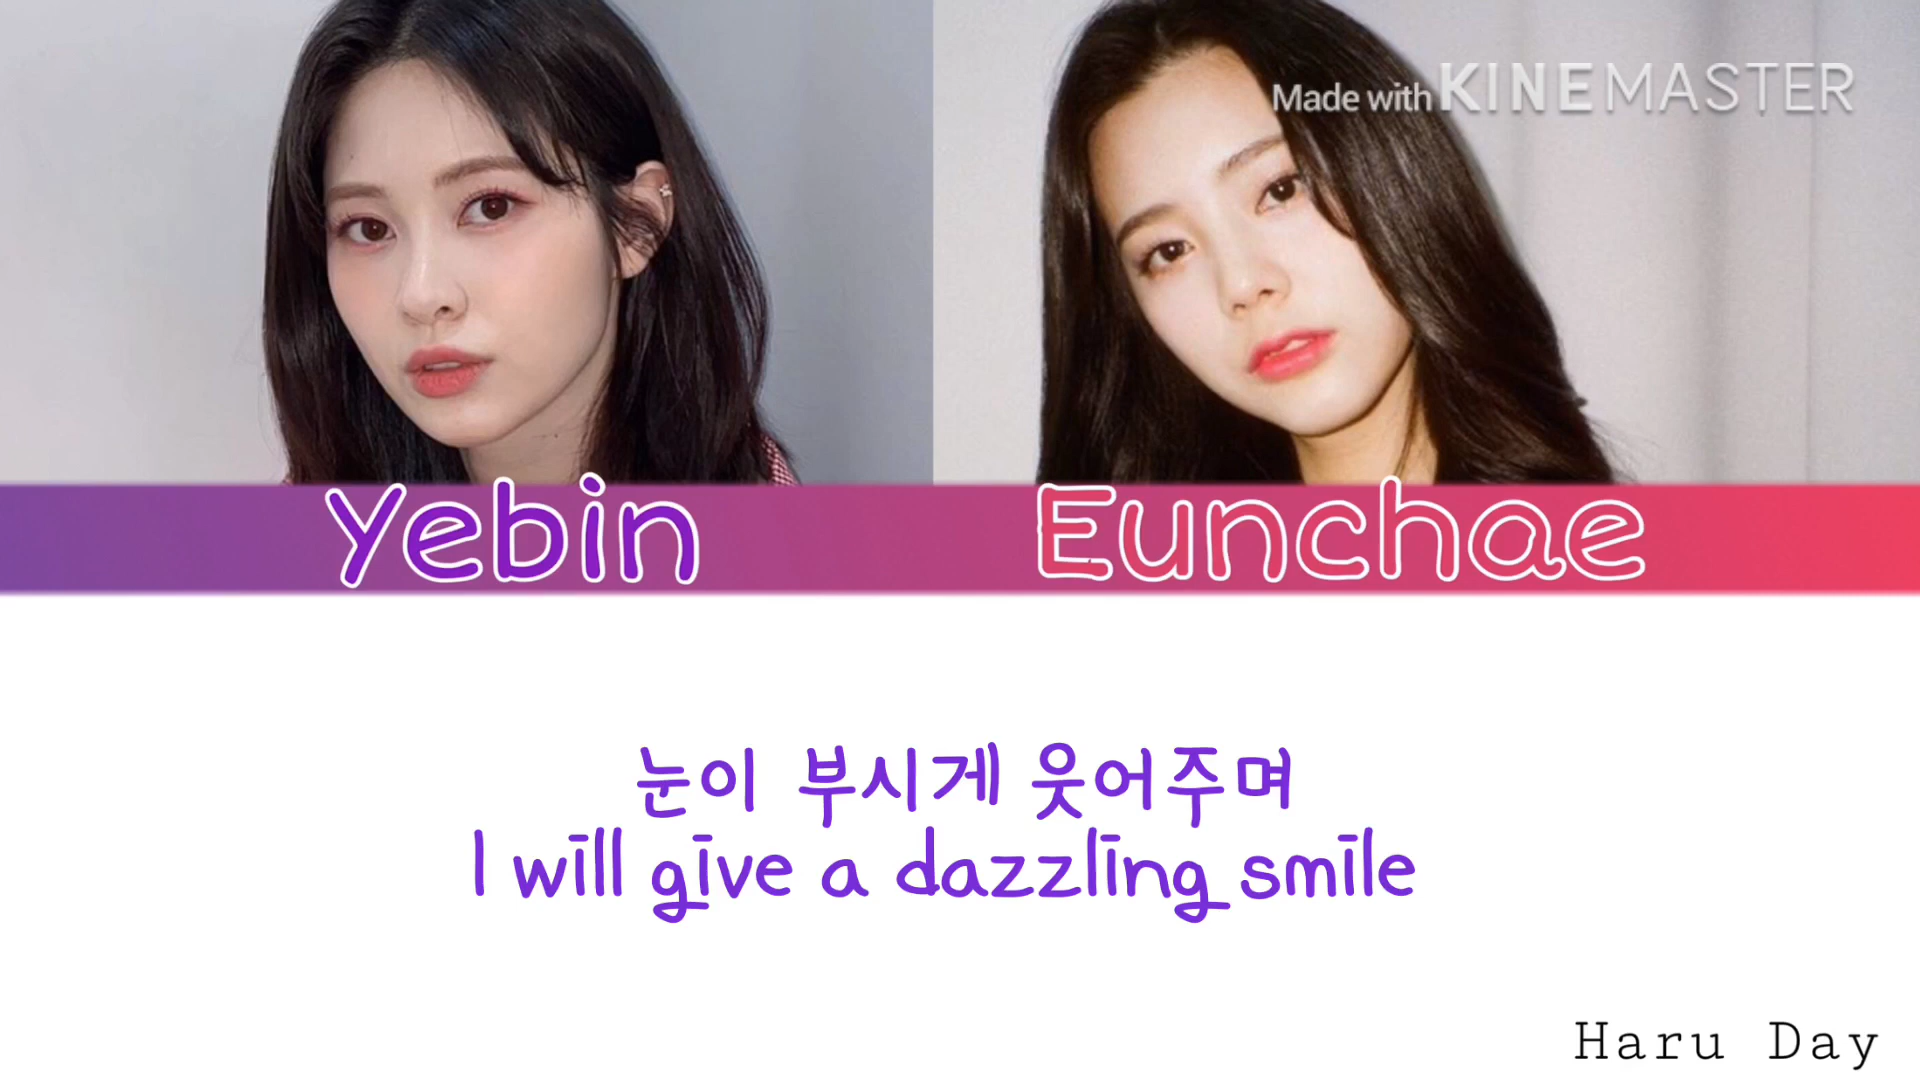 Made with KINEMASTER
Yebin
Eunchae
눈이 부시게 웃어주며
I will give a dazzling smile
Haru Day